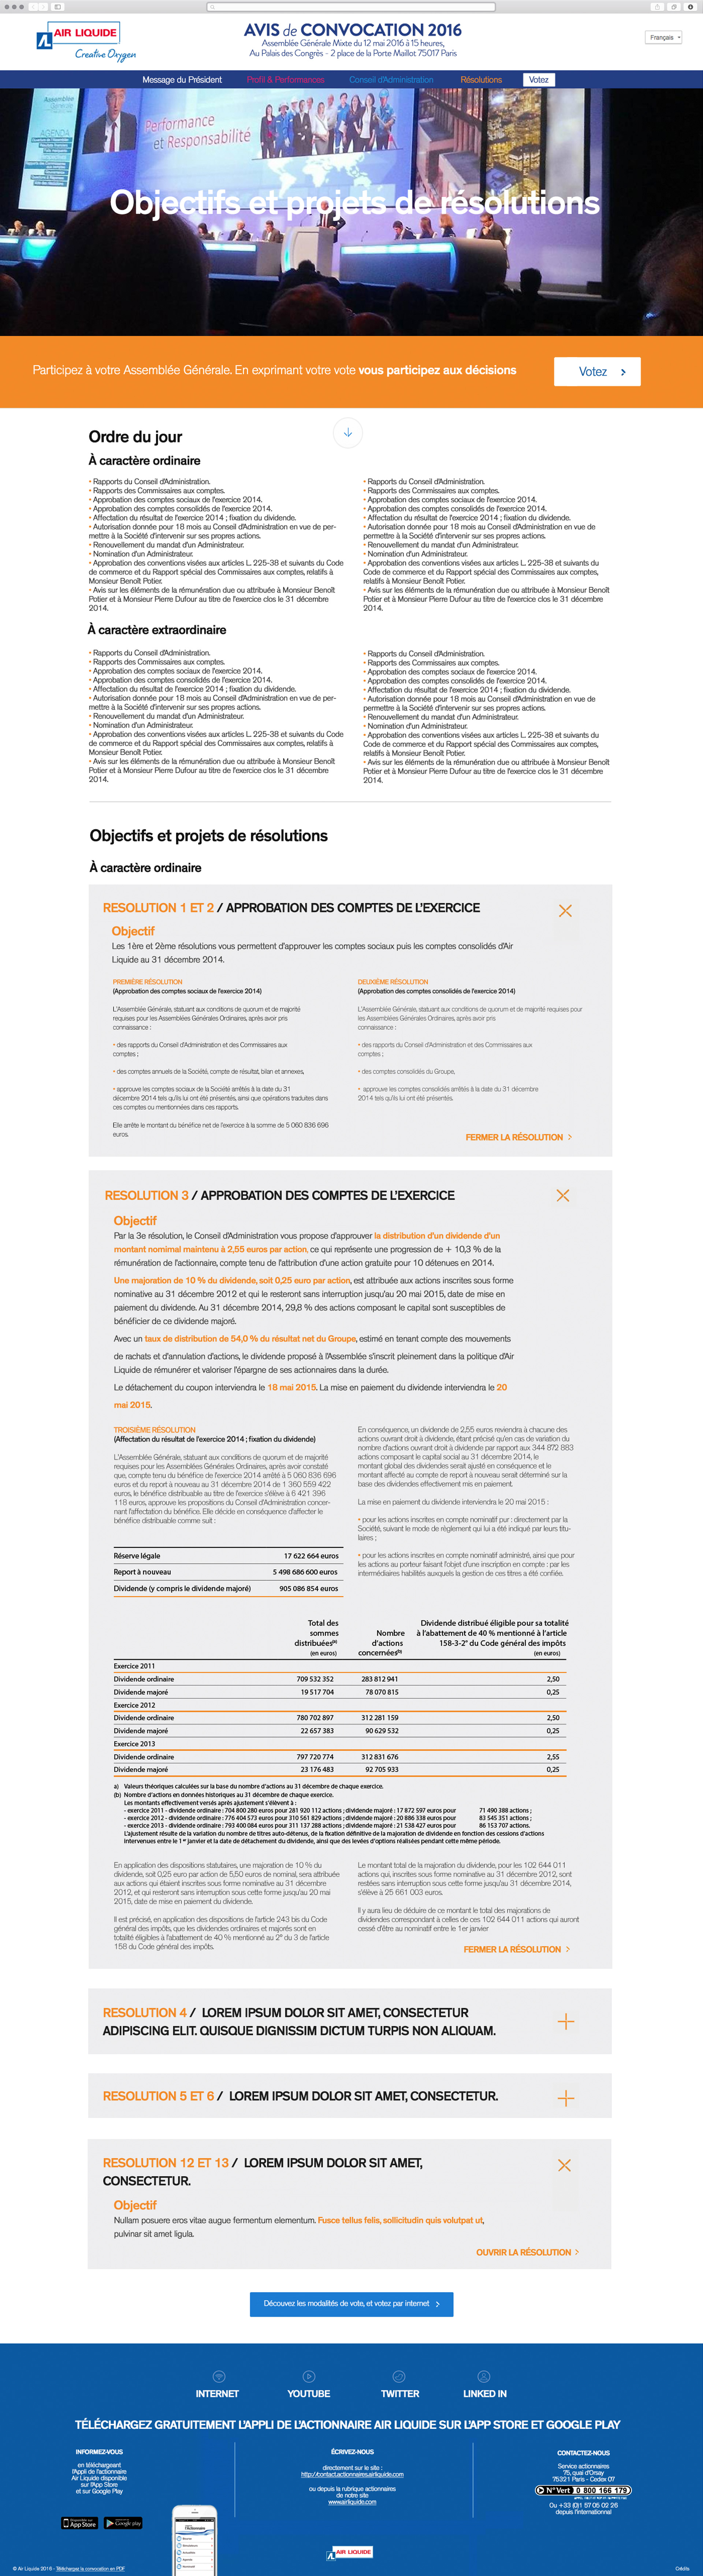 AIR LIQUIDE
Creative Oxygen
AVIS de CONVOCATION 2016
Assemblée Générale Mixte du 12 mai 2016 à 15 heures,
Au Palais des Congrès - 2 place de la Porte Maillot 75017 Paris
Français
Message du Président
Profil & Performances
Conseil d'Administration
Résolutions
Votez
AGENDA
Performance
et Responsabilité
Objectifs et projets de résolutions
Participez à votre Assemblée Générale. En exprimant votre vote vous participez aux décisions
Votez
Ordre du jour
À caractère ordinaire
• Rapports du Conseil d'Administration.
• Rapports des Commissaires aux comptes.
• Approbation des comptes sociaux de l'exercice 2014.
• Approbation des comptes consolidés de l'exercice 2014.
• Affectation du résultat de l'exercice 2014 ; fixation du dividende.
• Autorisation donnée pour 18 mois au Conseil d'Administration en vue de per-
mettre à la Société d'intervenir sur ses propres actions.
• Renouvellement du mandat d'un Administrateur.
• Nomination d'un Administrateur.
• Approbation des conventions visées aux articles L. 225-38 et suivants du Code
de commerce et du Rapport spécial des Commissaires aux comptes, relatifs à
Monsieur Benoît Potier.
• Avis sur les éléments de la rémunération due ou attribuée à Monsieur Benoît
Potier et à Monsieur Pierre Dufour au titre de l'exercice clos le 31 décembre
2014.
• Rapports du Conseil d'Administration.
• Rapports des Commissaires aux comptes.
• Approbation des comptes sociaux de l'exercice 2014.
• Approbation des comptes consolidés de l'exercice 2014.
• Affectation du résultat de l'exercice 2014 ; fixation du dividende.
• Autorisation donnée pour 18 mois au Conseil d'Administration en vue de
permettre à la Société d'intervenir sur ses propres actions.
• Renouvellement du mandat d'un Administrateur.
• Nomination d'un Administrateur.
• Approbation des conventions visées aux articles L. 225-38 et suivants du
Code de commerce et du Rapport spécial des Commissaires aux comptes,
relatifs à Monsieur Benoît Potier.
• Avis sur les éléments de la rémunération due ou attribuée à Monsieur Benoît
Potier et à Monsieur Pierre Dufour au titre de l'exercice clos le 31 décembre
2014.
À caractère extraordinaire
• Rapports du Conseil d'Administration.
• Rapports des Commissaires aux comptes.
• Approbation des comptes sociaux de l'exercice 2014.
• Approbation des comptes consolidés de l'exercice 2014.
• Affectation du résultat de l'exercice 2014 ; fixation du dividende.
• Autorisation donnée pour 18 mois au Conseil d'Administration en vue de per-
mettre à la Société d'intervenir sur ses propres actions.
• Renouvellement du mandat d'un Administrateur.
• Nomination d'un Administrateur.
• Approbation des conventions visées aux articles L. 225-38 et suivants du Code
de commerce et du Rapport spécial des Commissaires aux comptes, relatifs à
Monsieur Benoît Potier.
• Avis sur les éléments de la rémunération due ou attribuée à Monsieur Benoît
Potier et à Monsieur Pierre Dufour au titre de l'exercice clos le 31 décembre
2014.
• Rapports du Conseil d'Administration.
• Rapports des Commissaires aux comptes.
• Approbation des comptes sociaux de l'exercice 2014.
• Approbation des comptes consolidés de l'exercice 2014.
• Affectation du résultat de l'exercice 2014 ; fixation du dividende.
• Autorisation donnée pour 18 mois au Conseil d'Administration en vue de
permettre à la Société d'intervenir sur ses propres actions.
• Renouvellement du mandat d'un Administrateur.
• Nomination d'un Administrateur.
• Approbation des conventions visées aux articles L. 225-38 et suivants du
Code de commerce et du Rapport spécial des Commissaires aux comptes,
relatifs à Monsieur Benoît Potier.
• Avis sur les éléments de la rémunération due ou attribuée à Monsieur Benoît
Potier et à Monsieur Pierre Dufour au titre de l'exercice clos le 31 décembre
2014.
Objectifs et projets de résolutions
À caractère ordinaire
RESOLUTION 1 ET 2 / APPROBATION DES COMPTES DE L'EXERCICE
Objectif
Les 1ère et 2ème résolutions vous permettent d'approuver les comptes sociaux puis les comptes consolidés d'Air
Liquide au 31 décembre 2014.
PREMIÈRE RÉSOLUTION
(Approbation des comptes sociaux de l'exercice 2014)
L'Assemblée Générale, statuant aux conditions de quorum et de majorité
requises pour les Assemblées Générales Ordinaires, après avoir pris
connaissance :
• des rapports du Conseil d'Administration et des Commissaires aux
comptes ;
• des comptes annuels de la Société, compte de résultat, bilan et annexes,
• approuve les comptes sociaux de la Société arrêtés à la date du 31
décembre 2014 tels qu'ils lui ont été présentés, ainsi que opérations traduites dans
ces comptes ou mentionnées dans ces rapports.
Elle arrête le montant du bénéfice net de l'exercice à la somme de 5 060 836 696
euros.
DEUXIÈME RÉSOLUTION
(Approbation des comptes consolidés de l'exercice 2014)
L'Assemblée Générale, statuant aux conditions de quorum et de majorité requises pour
les Assemblées Générales Ordinaires, après avoir pris
connaissance :
• des rapports du Conseil d'Administration et des Commissaires aux
comptes ;
• des comptes consolidés du Groupe,
• approuve les comptes consolidés arrêtés à la date du 31 décembre
2014 tels qu'ils lui ont été présentés.
FERMER LA RÉSOLUTION >
RESOLUTION 3 / APPROBATION DES COMPTES DE L'EXERCICE
Objectif
Par la 3e résolution, le Conseil d'Administration vous propose d'approuver la distribution d'un dividende d'un
montant nomimal maintenu à 2,55 euros par action, ce qui représente une progression de + 10,3 % de la
rémunération de l'actionnaire, compte tenu de l'attribution d'une action gratuite pour 10 détenues en 2014.
Une majoration de 10 % du dividende, soit 0,25 euro par action, est attribuée aux actions inscrites sous forme
nominative au 31 décembre 2012 et qui le resteront sans interruption jusqu'au 20 mai 2015, date de mise en
paiement du dividende. Au 31 décembre 2014, 29,8 % des actions composant le capital sont susceptibles de
bénéficier de ce dividende majoré.
Avec un taux de distribution de 54,0 % du résultat net du Groupe, estimé en tenant compte des mouvements
de rachats et d'annulation d'actions, le dividende proposé à l'Assemblée s'inscrit pleinement dans la politique d'Air
Liquide de rémunérer et valoriser l'épargne de ses actionnaires dans la durée.
Le détachement du coupon interviendra le 18 mai 2015. La mise en paiement du dividende interviendra le 20
mai 2015.
TROISIÈME RÉSOLUTION
(Affectation du résultat de l'exercice 2014 ; fixation du dividende)
L'Assemblée Générale, statuant aux conditions de quorum et de majorité
requises pour les Assemblées Générales Ordinaires, après avoir constaté
que, compte tenu du bénéfice de l'exercice 2014 arrêté à 5 060 836 696
euros et du report à nouveau au 31 décembre 2014 de 1 360 559 422
euros, le bénéfice distribuable au titre de l'exercice s'élève à 6 421 396
118 euros, approuve les propositions du Conseil d'Administration concer-
nant l'affectation du bénéfice. Elle décide en conséquence d'affecter le
bénéfice distribuable comme suit :
Réserve légale 17 622 664 euros
Report à nouveau 5 498 686 600 euros
Dividende (y compris le dividende majoré) 905 086 854 euros
En conséquence, un dividende de 2,55 euros reviendra à chacune des
actions ouvrant droit à dividende, étant précisé qu'en cas de variation du
nombre d'actions ouvrant droit à dividende par rapport aux 344 872 883
actions composant le capital social au 31 décembre 2014, le
montant global des dividendes serait ajusté en conséquence et le
montant affecté au compte de report à nouveau serait déterminé sur la
base des dividendes effectivement mis en paiement.
La mise en paiement du dividende interviendra le 20 mai 2015 :
• pour les actions inscrites en compte nominatif pur : directement par la
Société, suivant le mode de règlement qui lui a été indiqué par leurs titu-
laires ;
• pour les actions inscrites en compte nominatif administré, ainsi que pour
les actions au porteur faisant l'objet d'une inscription en compte : par les
intermédiaires habilités auxquels la gestion de ces titres a été confiée.
Total des sommes distribuées(a) (en euros)
Nombre d'actions concernées(b)
Dividende distribué éligible pour sa totalité à l'abattement de 40 % mentionné à l'article 158-3-2° du Code général des impôts (en euros)
Exercice 2011
Dividende ordinaire 709 532 352 283 812 941 2,50
Dividende majoré 19 517 704 78 070 815 0,25
Exercice 2012
Dividende ordinaire 780 702 897 312 281 159 2,50
Dividende majoré 22 657 383 90 629 532 0,25
Exercice 2013
Dividende ordinaire 797 720 774 312 831 676 2,55
Dividende majoré 23 176 483 92 705 933 0,25
a) Valeurs théoriques calculées sur la base du nombre d'actions au 31 décembre de chaque exercice.
(b) Nombre d'actions en données historiques au 31 décembre de chaque exercice.
Les montants effectivement versés après ajustement s'élèvent à :
- exercice 2011 - dividende ordinaire : 704 800 280 euros pour 281 920 112 actions ; dividende majoré : 17 872 597 euros pour 71 490 388 actions ;
- exercice 2012 - dividende ordinaire : 776 404 573 euros pour 310 561 829 actions ; dividende majoré : 20 886 338 euros pour 83 545 351 actions ;
- exercice 2013 - dividende ordinaire : 793 400 084 euros pour 311 137 288 actions ; dividende majoré : 21 538 427 euros pour 86 153 707 actions.
L'ajustement résulte de la variation du nombre de titres auto-détenus, de la fixation définitive de la majoration de dividende en fonction des cessions d'actions
intervenues entre le 1er janvier et la date de détachement du dividende, ainsi que des levées d'options réalisées pendant cette même période.
En application des dispositions statutaires, une majoration de 10 % du
dividende, soit 0,25 euro par action de 5,50 euros de nominal, sera attribuée
aux actions qui étaient inscrites sous forme nominative au 31 décembre
2012, et qui resteront sans interruption sous cette forme jusqu'au 20 mai
2015, date de mise en paiement du dividende.
Il est précisé, en application des dispositions de l'article 243 bis du Code
général des impôts, que les dividendes ordinaires et majorés sont en
totalité éligibles à l'abattement de 40 % mentionné au 2° du 3 de l'article
158 du Code général des impôts.
Le montant total de la majoration du dividende, pour les 102 644 011
actions qui, inscrites sous forme nominative au 31 décembre 2012, sont
restées sans interruption sous cette forme jusqu'au 31 décembre 2014,
s'élève à 25 661 003 euros.
Il y aura lieu de déduire de ce montant le total des majorations de
dividendes correspondant à celles de ces 102 644 011 actions qui auront
cessé d'être au nominatif entre le 1er janvier
FERMER LA RÉSOLUTION >
RESOLUTION 4 / LOREM IPSUM DOLOR SIT AMET, CONSECTETUR
ADIPISCING ELIT. QUISQUE DIGNISSIM DICTUM TURPIS NON ALIQUAM.
RESOLUTION 5 ET 6 / LOREM IPSUM DOLOR SIT AMET, CONSECTETUR.
RESOLUTION 12 ET 13 / LOREM IPSUM DOLOR SIT AMET,
CONSECTETUR.
Objectif
Nullam posuere eros vitae augue fermentum elementum. Fusce tellus felis, sollicitudin quis volutpat ut,
pulvinar sit amet ligula.
OUVRIR LA RÉSOLUTION >
Découvez les modalités de vote, et votez par internet >
INTERNET
YOUTUBE
TWITTER
LINKED IN
TÉLÉCHARGEZ GRATUITEMENT L'APPLI DE L'ACTIONNAIRE AIR LIQUIDE SUR L'APP STORE ET GOOGLE PLAY
INFORMEZ-VOUS
en téléchargeant
l'Appli de l'actionnaire
Air Liquide disponible
sur l'App Store
et sur Google Play
App Store
Google play
ÉCRIVEZ-NOUS
directement sur le site :
http://contact.actionnaires.airliquide.com
ou depuis la rubrique actionnaires
de notre site
www.airliquide.com
AIR LIQUIDE
CONTACTEZ-NOUS
Service actionnaires
75, quai d'Orsay
75321 Paris - Cedex 07
N° Vert 0 800 166 179
Ou +33 (0)1 57 05 02 26
depuis l'international
© Air Liquide 2016 - Téléchargez la convocation en PDF
Crédits